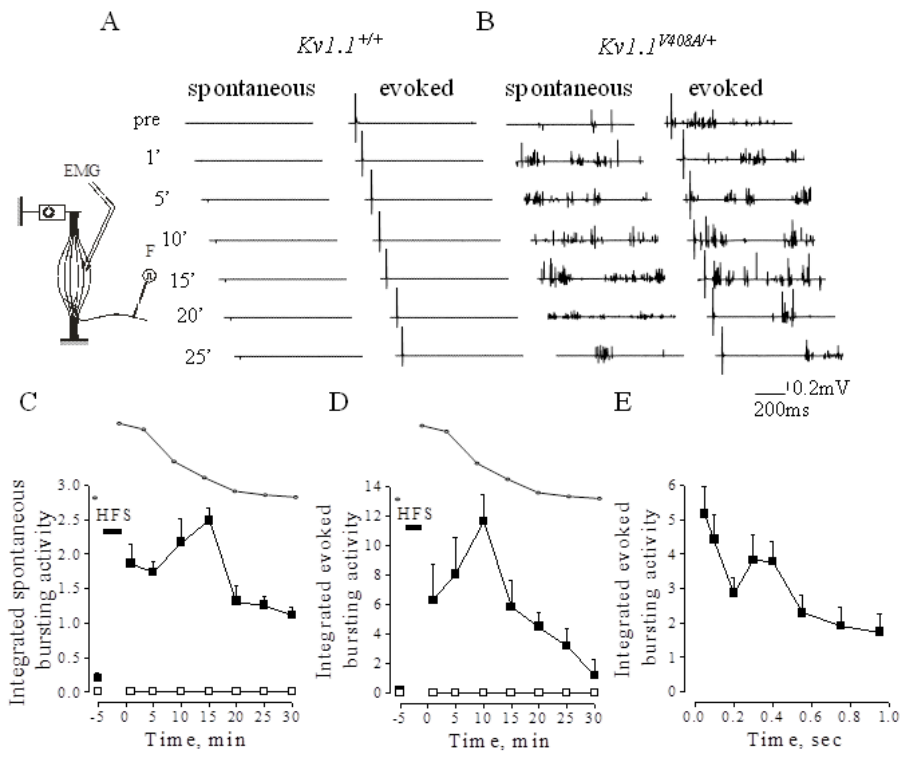 A
B
Kv1.1+/+
Kv1.1V408A/+
spontaneous evoked spontaneous evoked
pre
1’
5’
10’
15’
20’
25’
EMG
F
0.2mV
200ms
C
D
E
Integrated spontaneous
bursting activity
3.0
2.5
2.0
1.5
1.0
0.5
0.0
HFS
-5 0 5 10 15 20 25 30
Time, min
Integrated evoked
bursting activity
14
12
10
8
6
4
2
0
HFS
-5 0 5 10 15 20 25 30
Time, min
Integrated evoked
bursting activity
6
5
4
3
2
1
0
0.0 0.2 0.4 0.6 0.8 1.0
Time, sec